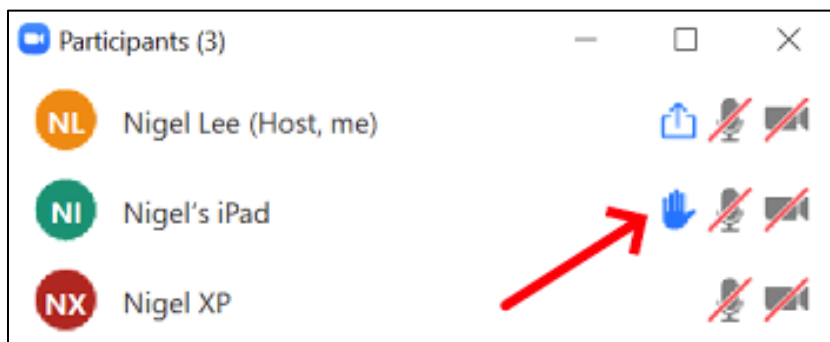 Participants (3)
NL Nigel Lee (Host, me)
NI Nigel's iPad
NX Nigel XP